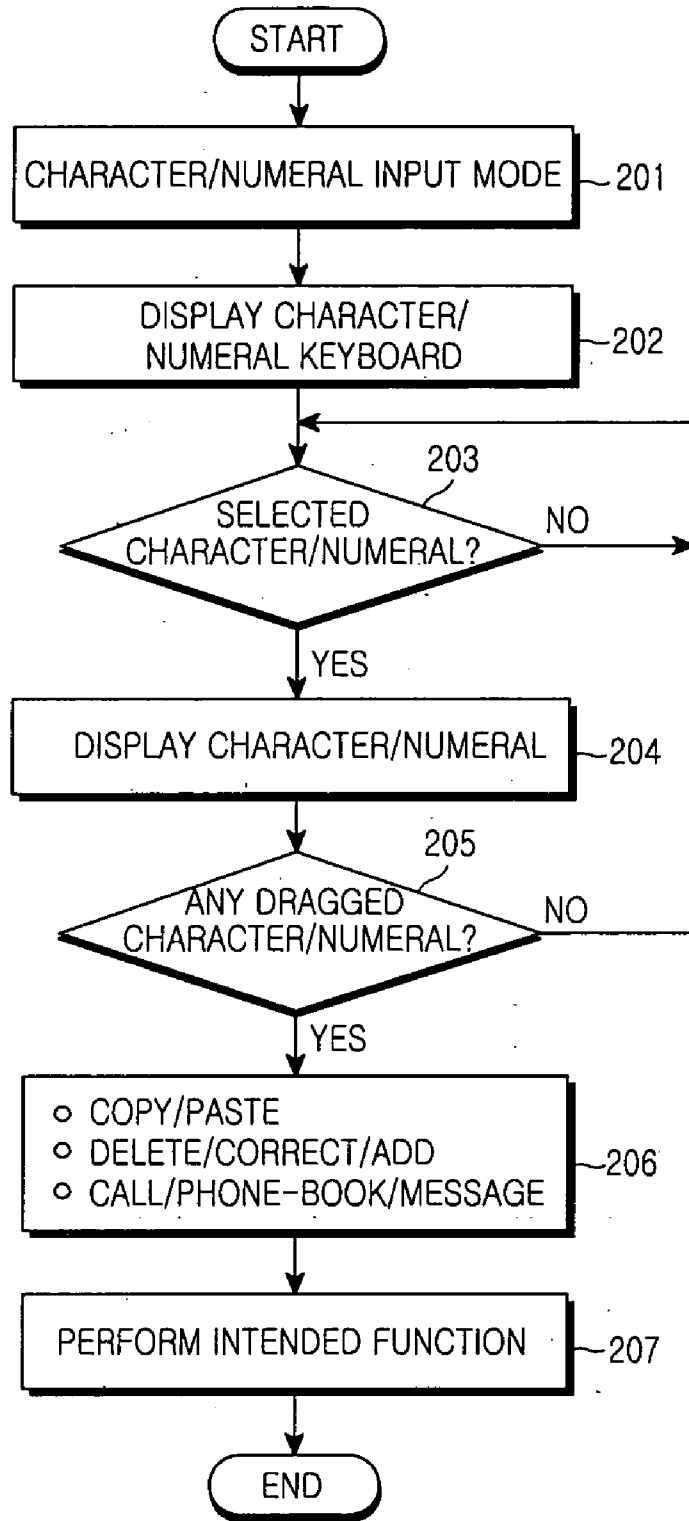 START
CHARACTER/NUMERAL INPUT MODE
201
DISPLAY CHARACTER/
NUMERAL KEYBOARD
202
203
SELECTED
CHARACTER/NUMERAL?
NO
YES
DISPLAY CHARACTER/NUMERAL
204
205
ANY DRAGGED
CHARACTER/NUMERAL?
NO
YES
COPY/PASTE
DELETE/CORRECT/ADD
CALL/PHONE-BOOK/MESSAGE
206
PERFORM INTENDED FUNCTION
207
END